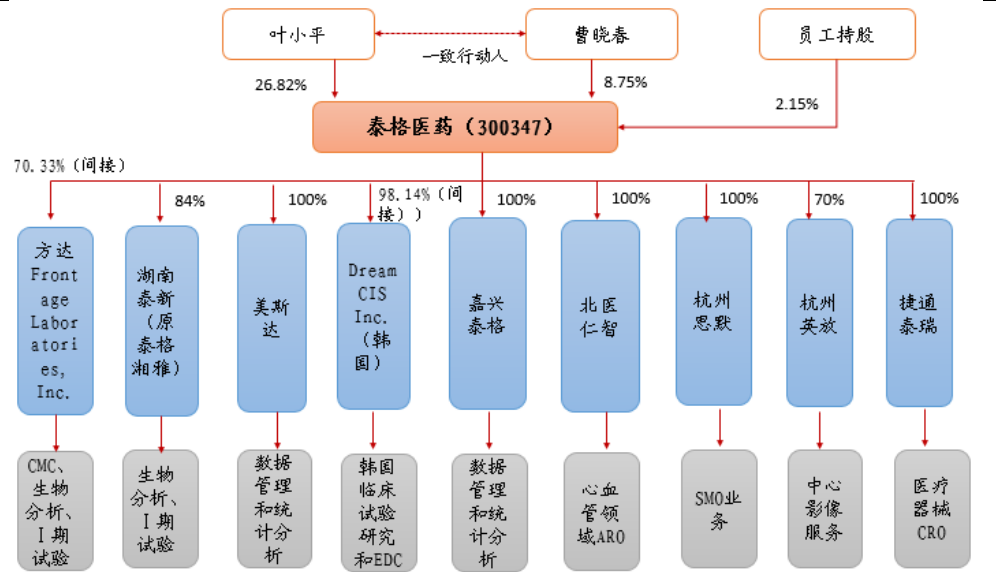 叶小平
曹晓春
员工持股
一致行动人
26.82%
8.75%
2.15%
泰格医药（300347）
70.33%（间接）
84%
100%
98.14%（间
接））
100%
100%
100%
70%
100%
方达
Front
age
Labor
atori
es,
Inc.
湖南
泰新
（原
泰格
湘雅）
美斯
达
Dream
CIS
Inc.
（韩
国）
嘉兴
泰格
北医
仁智
杭州
思默
杭州
英放
捷通
泰瑞
CMC、
生物
分析、
I期
试验
生物
分析、
I期
试验
数据
管理
和统
计分
析
韩国
临床
试验
研究
和EDC
数据
管理
和统
计分
析
心血
管领
域ARO
SMO业
务
中心
影像
服务
医疗
器械
CRO